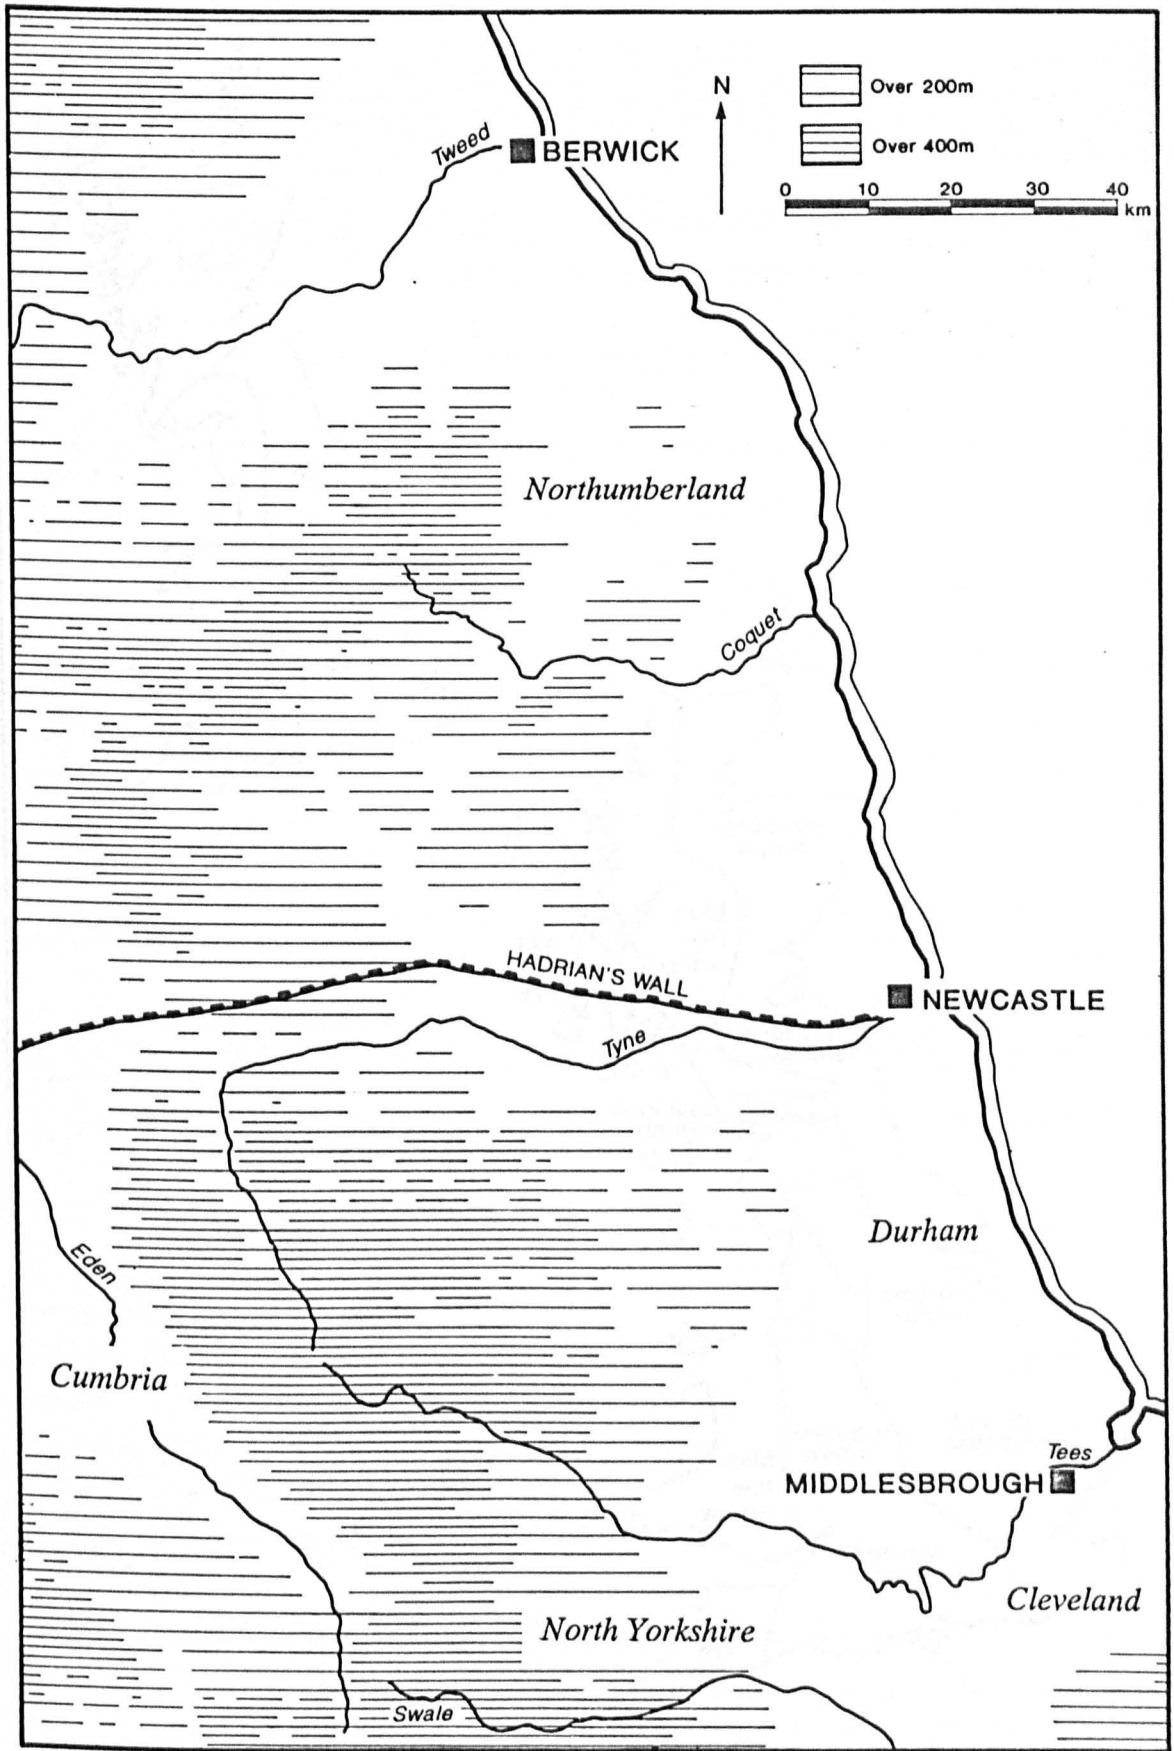 N
Over 200m
Over 400m
0 10 20 30 40
km
Tweed
BERWICK
Northumberland
Coquet
HADRIAN'S WALL
NEWCASTLE
Tyne
Durham
Eden
Cumbria
Tees
MIDDLESBROUGH
Cleveland
North Yorkshire
Swale